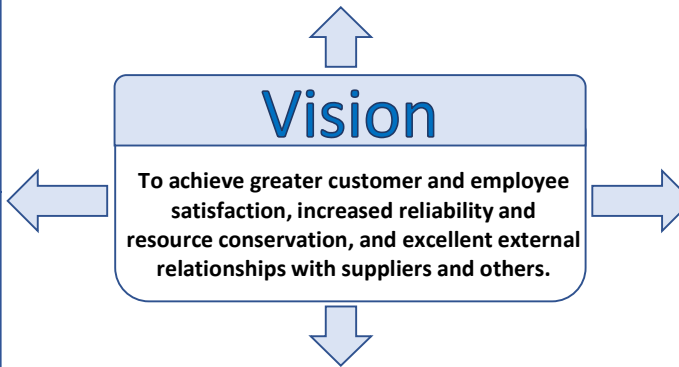 Vision
To achieve greater customer and employee
satisfaction, increased reliability and
resource conservation, and excellent external
relationships with suppliers and others.